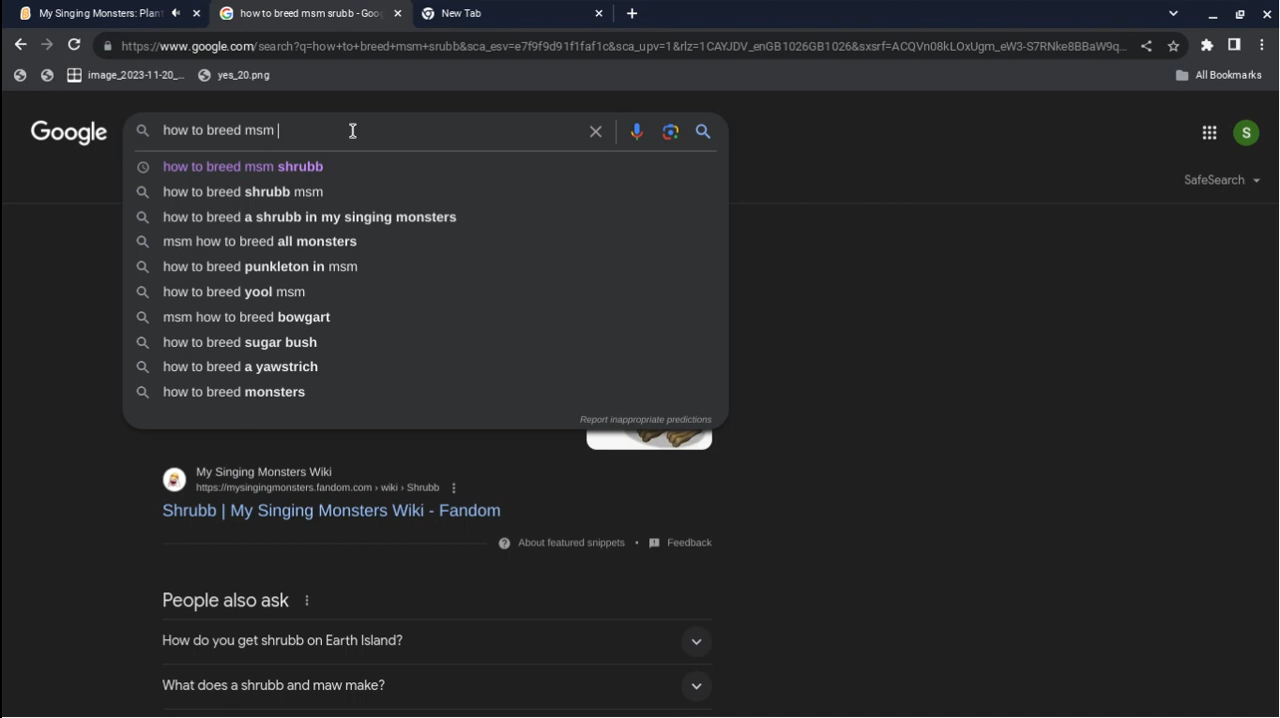 My Singing Monsters: Plan
how to breed msm srubb - Goog
New Tab
https://www.google.com/search?q=how+to+breed+msm+srubb&sca_esv=e7f9f9d91f1faf1c&sca_upv=1&rlz=1CAYJDV_enGB1026GB1026&sxsrf=ACQVn08kLOxUgm_eW3-S7RNke8BBaW9q...
image_2023-11-20_...
yes_20.png
All Bookmarks
Google
how to breed msm
S
SafeSearch
how to breed msm shrubb
how to breed shrubb msm
how to breed a shrubb in my singing monsters
msm how to breed all monsters
how to breed punkleton in msm
how to breed yool msm
msm how to breed bowgart
how to breed sugar bush
how to breed a yawstrich
how to breed monsters
Report inappropriate predictions
My Singing Monsters Wiki
https://mysingingmonsters.fandom.com › wiki › Shrubb
Shrubb | My Singing Monsters Wiki - Fandom
About featured snippets • Feedback
People also ask
How do you get shrubb on Earth Island?
What does a shrubb and maw make?